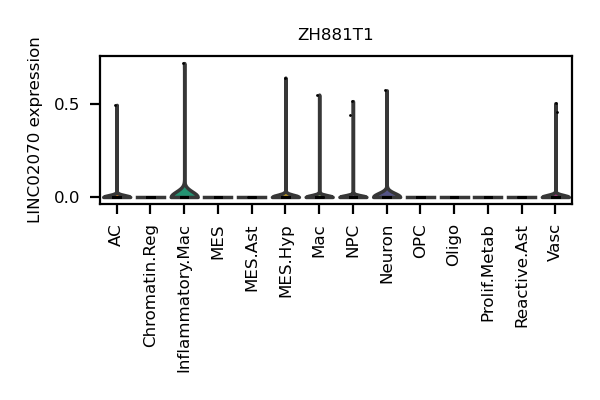 ZH881T1
LINC02070 expression
0.5
0.0
AC
Chromatin.Reg
Inflammatory.Mac
MES
MES.Ast
MES.Hyp
Mac
NPC
Neuron
OPC
Oligo
Prolif.Metab
Reactive.Ast
Vasc